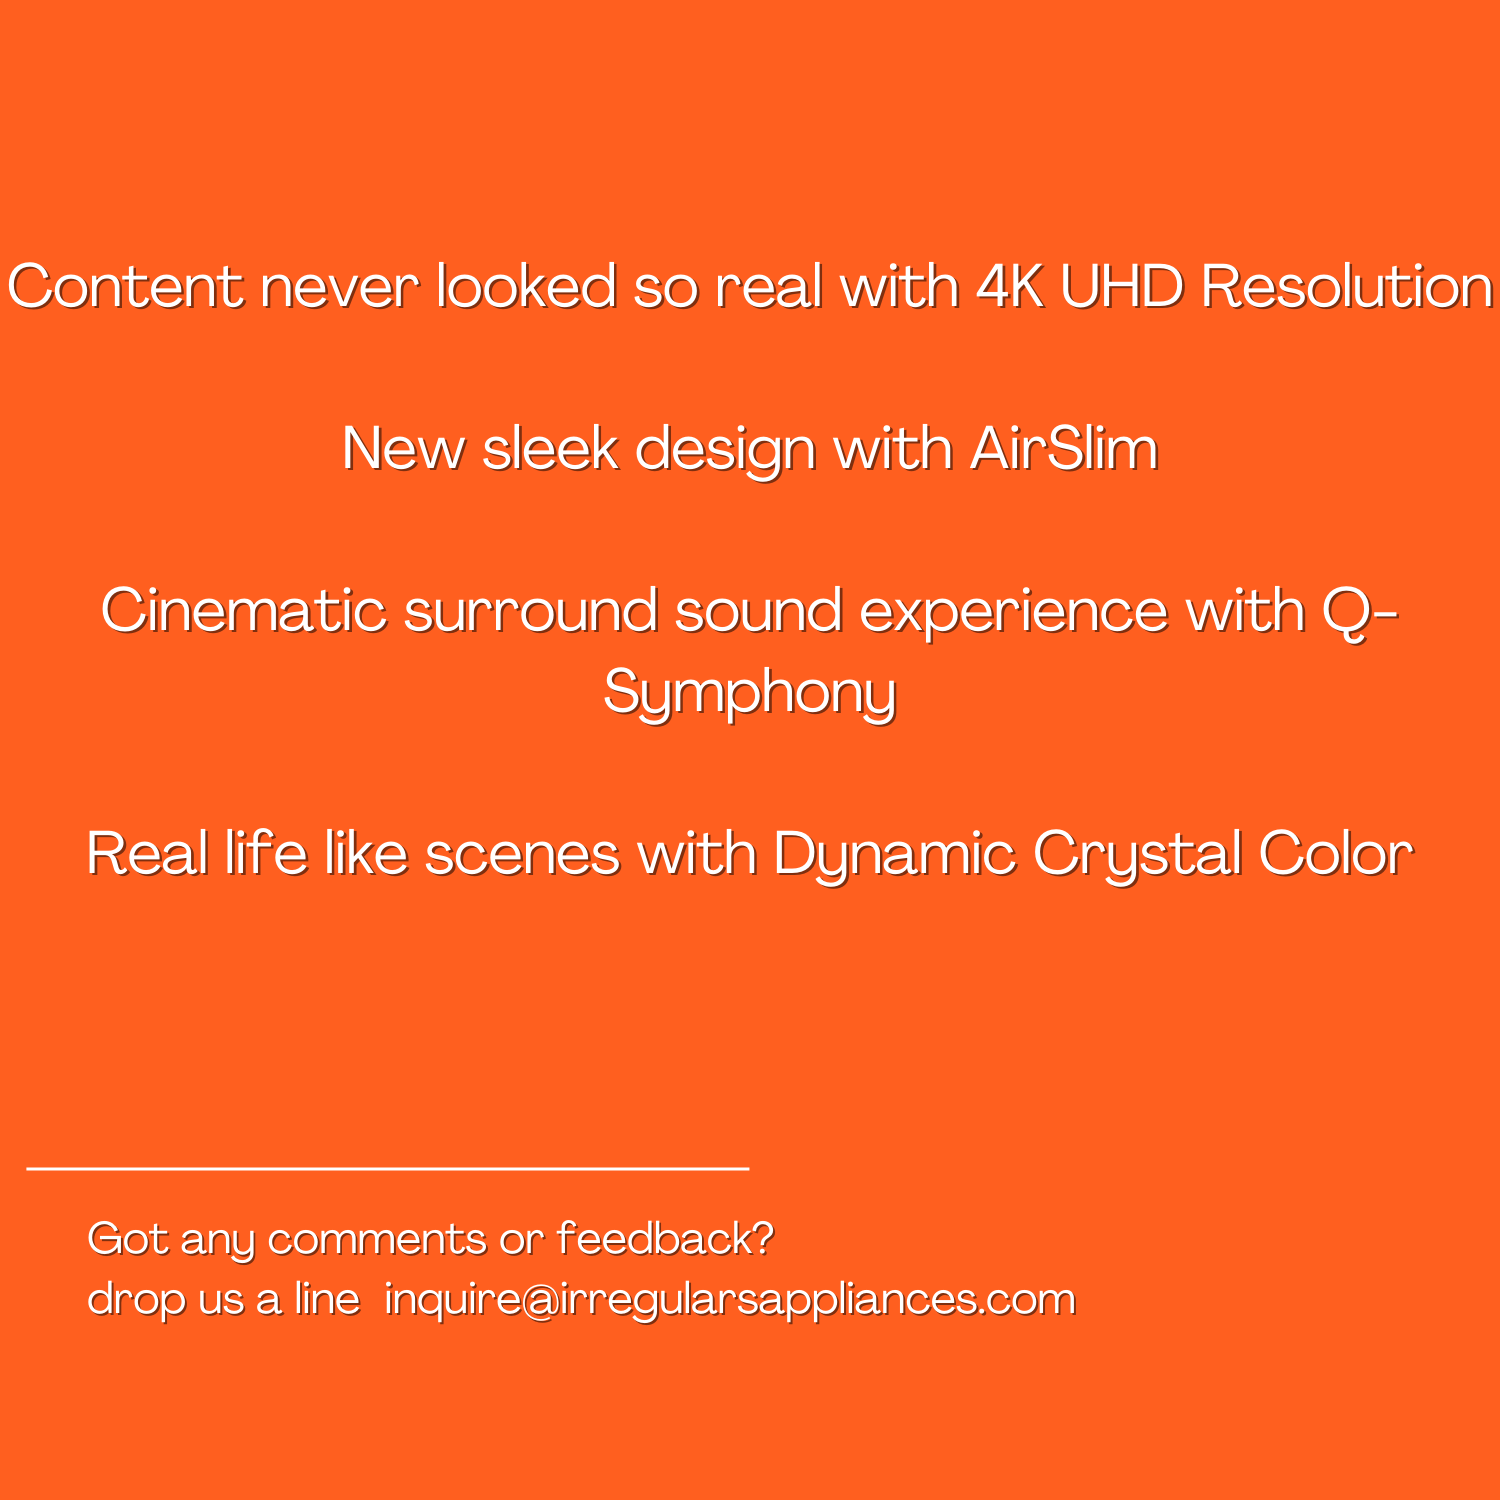 Content never looked so real with 4K UHD Resolution
New sleek design with AirSlim
Cinematic surround sound experience with Q-
Symphony
Real life like scenes with Dynamic Crystal Color
Got any comments or feedback?
drop us a line  inquire@irregularsappliances.com